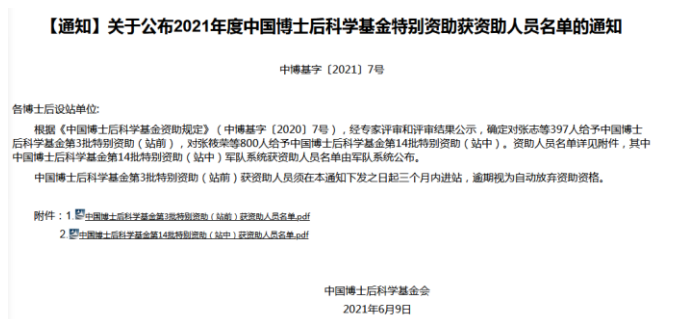 【通知】关于公布2021年度中国博士后科学基金特别资助获资助人员名单的通知
中博基字〔2021〕7号
各博士后设站单位:
根据《中国博士后科学基金资助规定》（中博基字〔2020〕7号），经专家评审和评审结果公示，确定对张志等397人给予中国博士
后科学基金第3批特别资助（站前），对张筱荣等800人给予中国博士后科学基金第14批特别资助（站中）。资助人员名单详见附件，其中
中国博士后科学基金第14批特别资助（站中）军队系统获资助人员名单由军队系统公布。
中国博士后科学基金第3批特别资助（站前）获资助人员须在本通知下发之日起三个月内进站，逾期视为自动放弃资助资格。
附件：1.中国博士后科学基金第3批特别资助（站前）获资助人员名单.pdf
2.中国博士后科学基金第14批特别资助（站中）获资助人员名单.pdf
中国博士后科学基金会
2021年6月9日